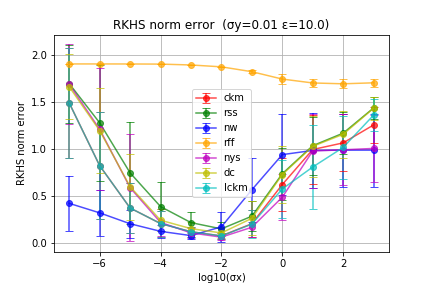 RKHS norm error (σy=0.01 ε=10.0)
RKHS norm error
2.0
1.5
1.0
0.5
0.0
ckm
rss
nw
rff
nys
dc
lckm
−6
−4
−2
0
2
log10(σx)